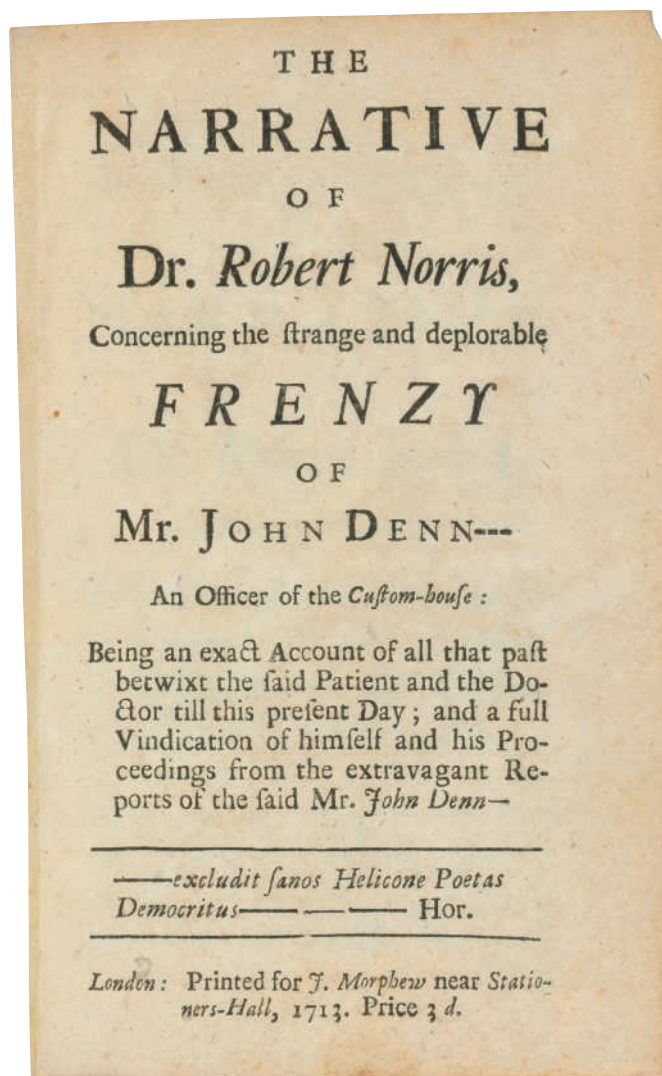 THE
NARRATIVE
OF
Dr. Robert Norris,
Concerning the ſtrange and deplorable
FRENZY
OF
Mr. JOHN DENN---
An Officer of the Cuſtom-houſe :
Being an exact Account of all that paſt
betwixt the ſaid Patient and the Do-
ctor till this preſent Day ; and a full
Vindication of himſelf and his Pro-
ceedings from the extravagant Re-
ports of the ſaid Mr. John Denn—
——excludit ſanos Helicone Poetas
Democritus—— — —— Hor.
London : Printed for J. Morphew near Statio-
ners-Hall, 1713. Price 3 d.